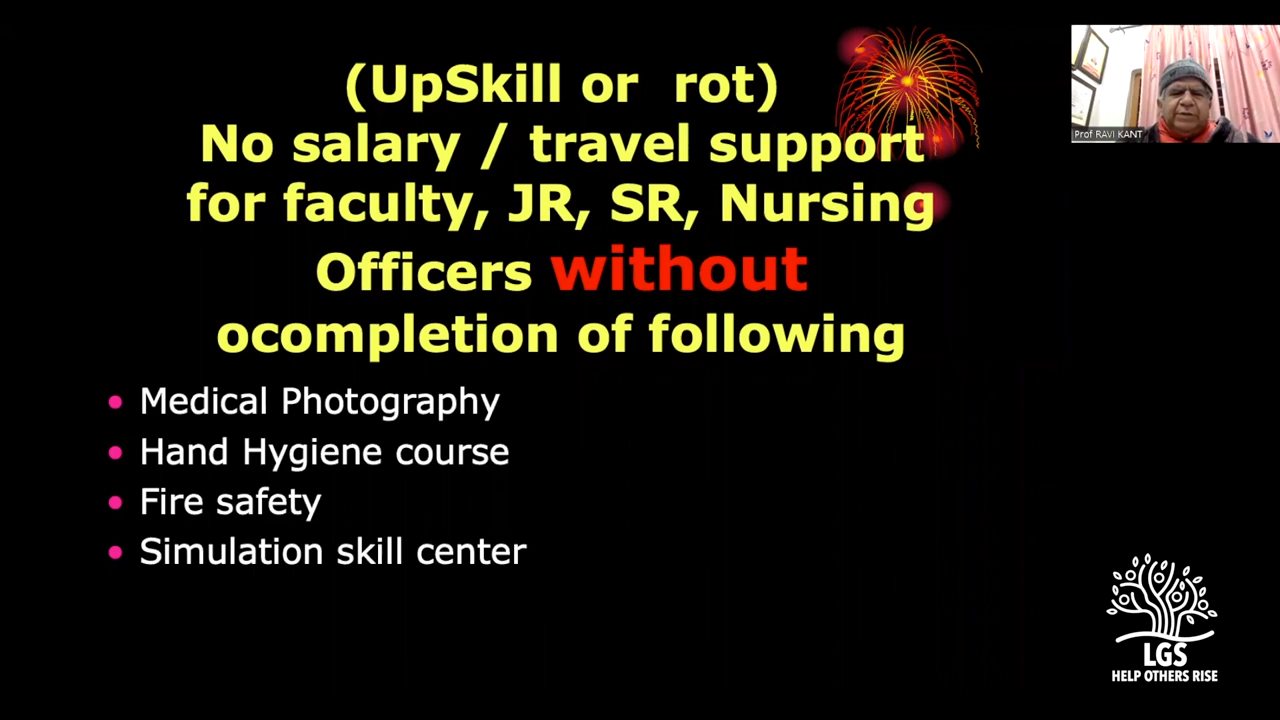 (UpSkill or rot)
No salary / travel support
for faculty, JR, SR, Nursing
Officers without
ocompletion of following
• Medical Photography
• Hand Hygiene course
• Fire safety
• Simulation skill center
Prof RAVI KANT
LGS
HELP OTHERS RISE